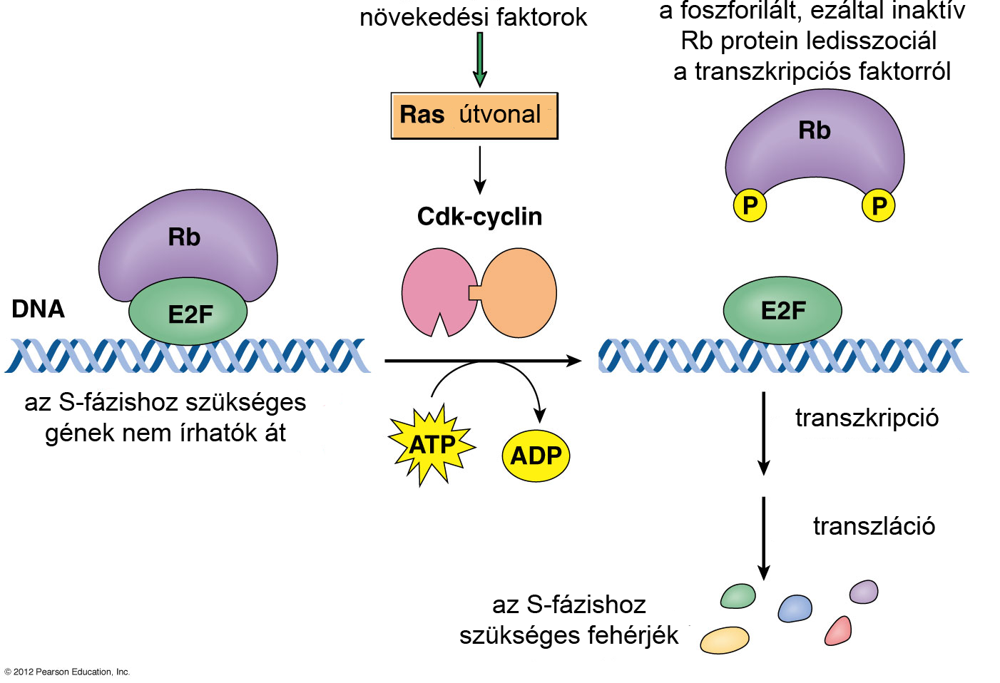 növekedési faktorok
Ras útvonal
Cdk-cyclin
a foszforilált, ezáltal inaktív
Rb protein ledisszociál
a transzkripciós faktorról
Rb
P
P
Rb
E2F
DNA
E2F
az S-fázishoz szükséges
gének nem írhatók át
ATP
ADP
transzkripció
transzláció
az S-fázishoz
szükséges fehérjék
© 2012 Pearson Education, Inc.